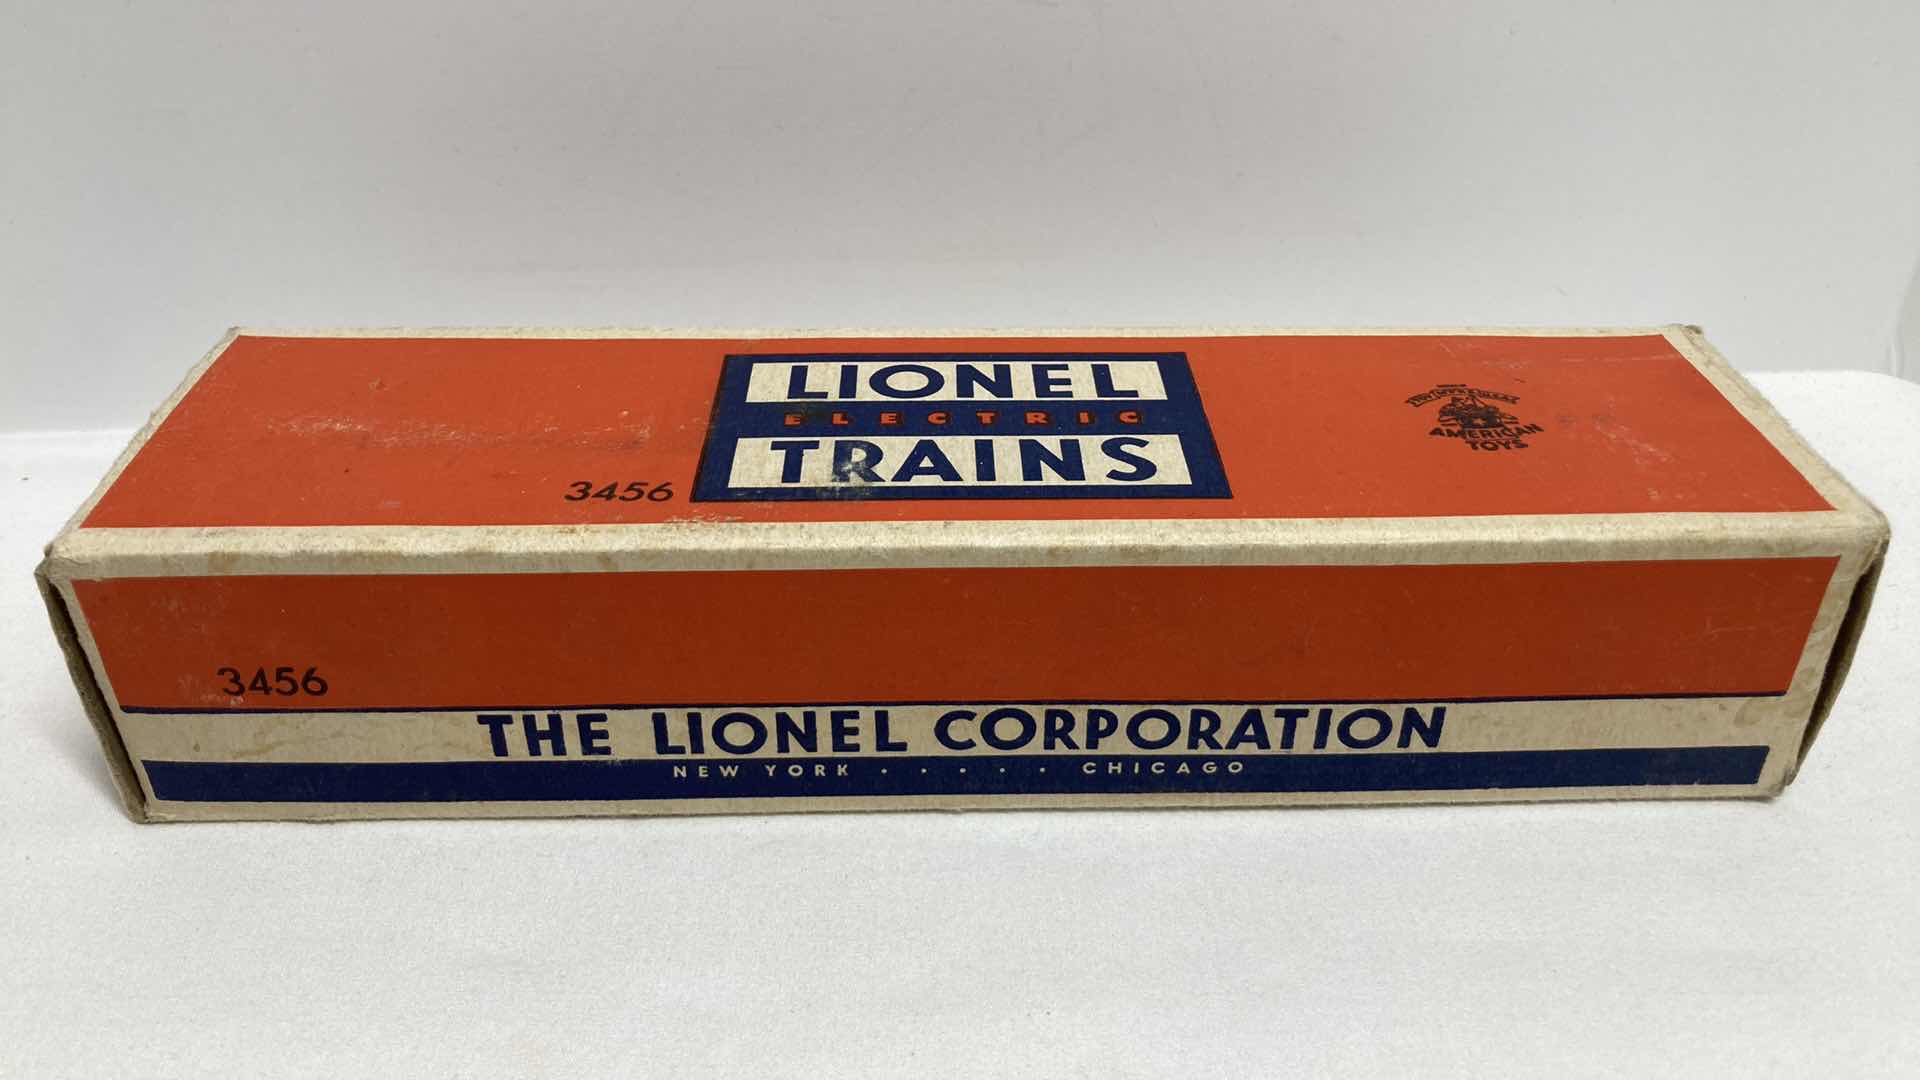 LIONEL
ELECTRIC
TRAINS
3456
AMERICAN
TOYS
3456
THE LIONEL CORPORATION
NEW YORK · · · · · CHICAGO